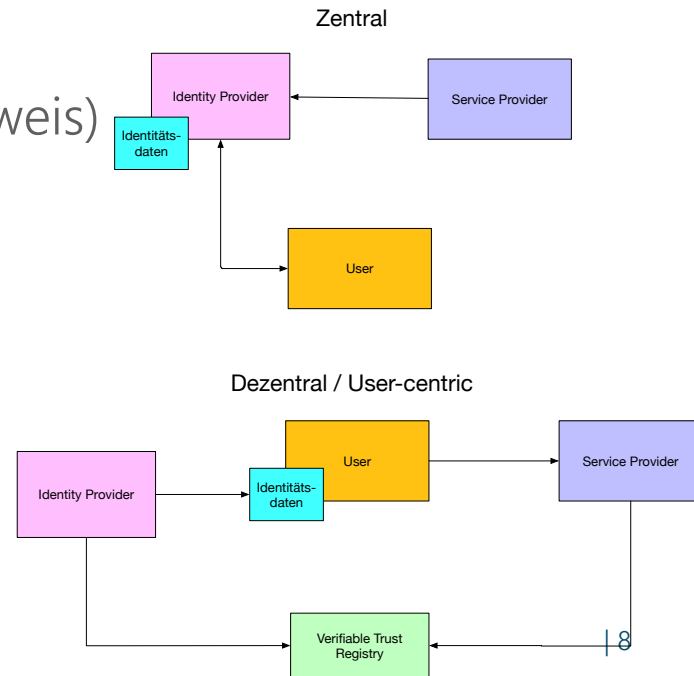 Zentral
weis)
Identity Provider
Service Provider
Identitäts-
daten
User
Dezentral / User-centric
User
Service Provider
Identity Provider
Identitäts-
daten
Verifiable Trust
Registry
| 8